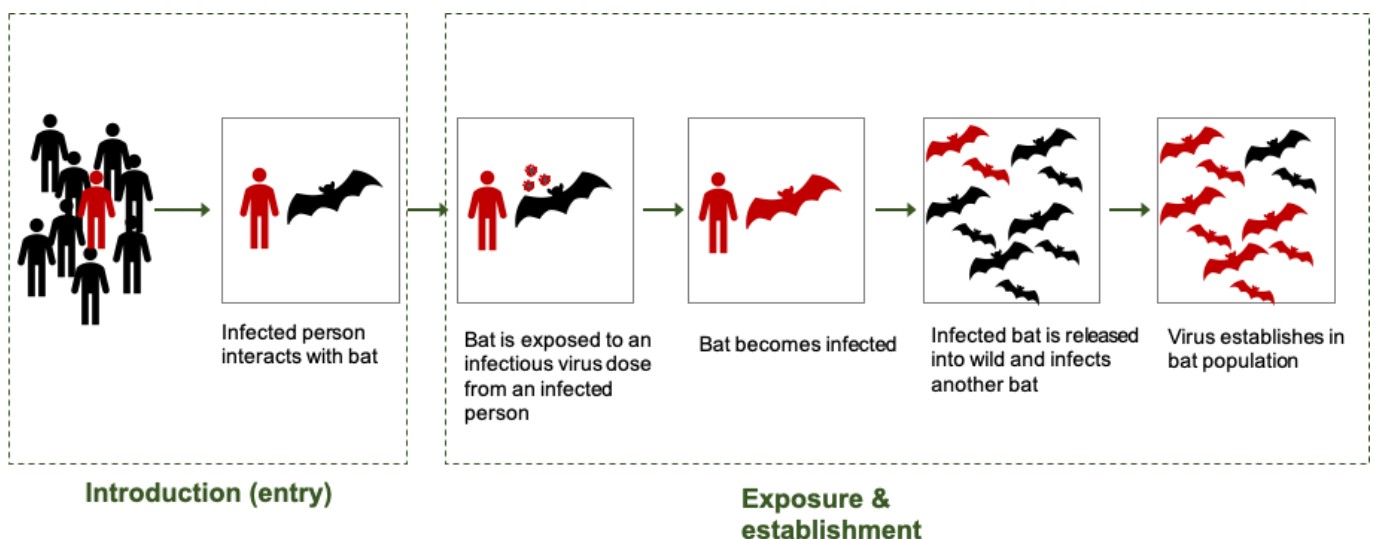 Infected person
interacts with bat
Bat is exposed to an
infectious virus dose
from an infected
person
Bat becomes infected
Infected bat is released
into wild and infects
another bat
Virus establishes in
bat population
Introduction (entry)
Exposure &
establishment